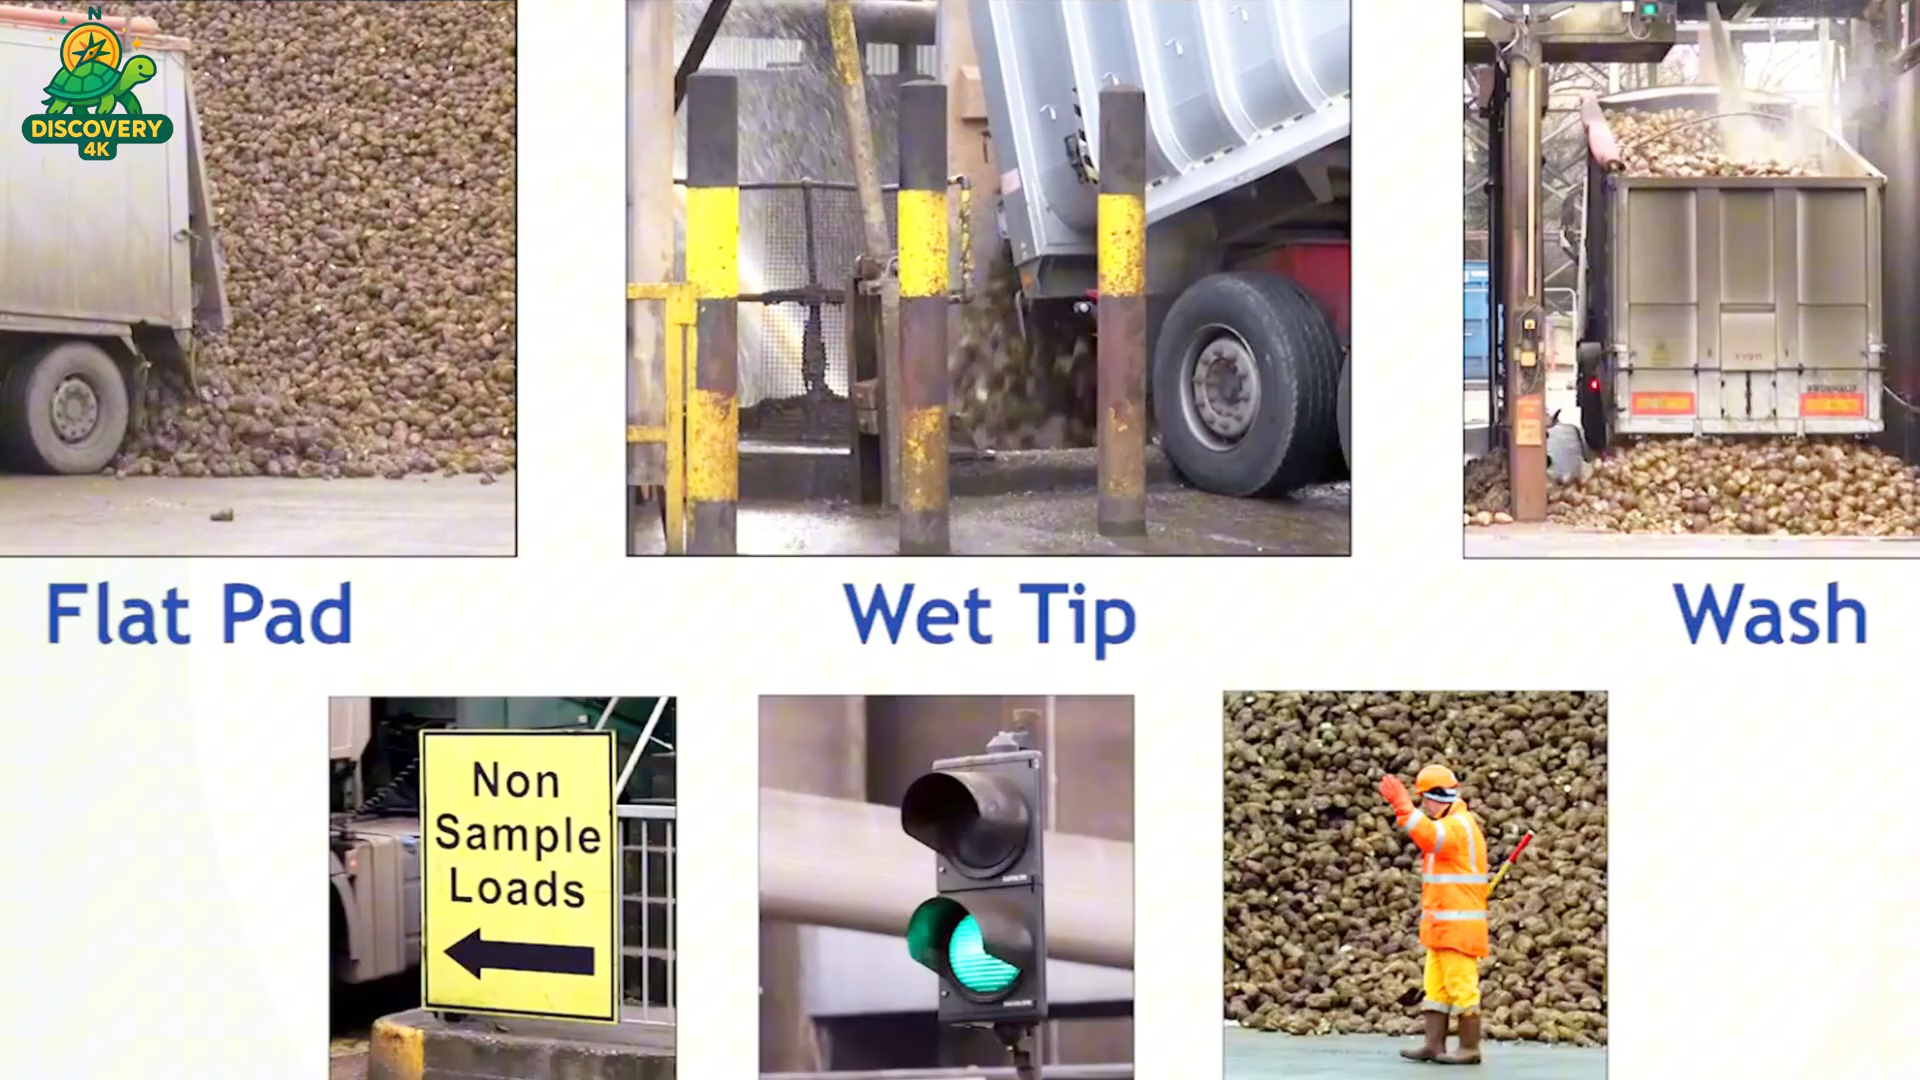 N
DISCOVERY
4K
Flat Pad
Wet Tip
Wash
Non
Sample
Loads